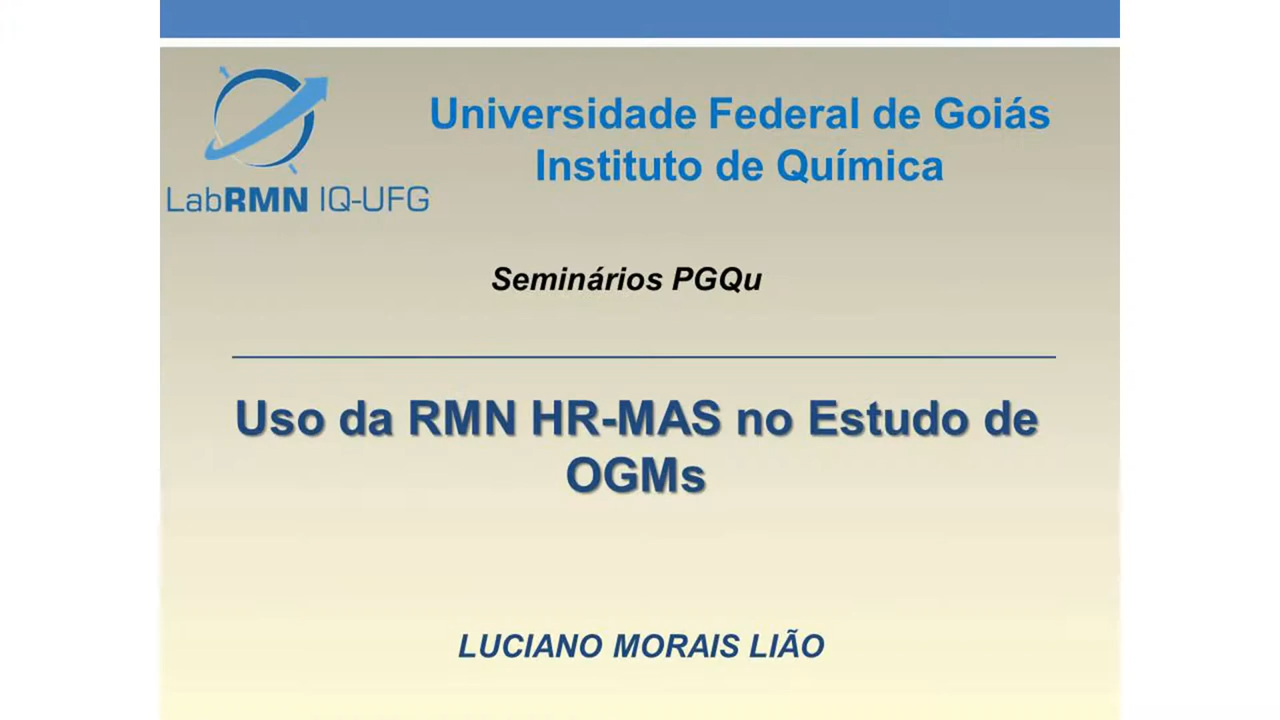 Universidade Federal de Goiás
Instituto de Química
LabRMN IQ-UFG
Seminários PGQu
Uso da RMN HR-MAS no Estudo de
OGMs
LUCIANO MORAIS LIÃO